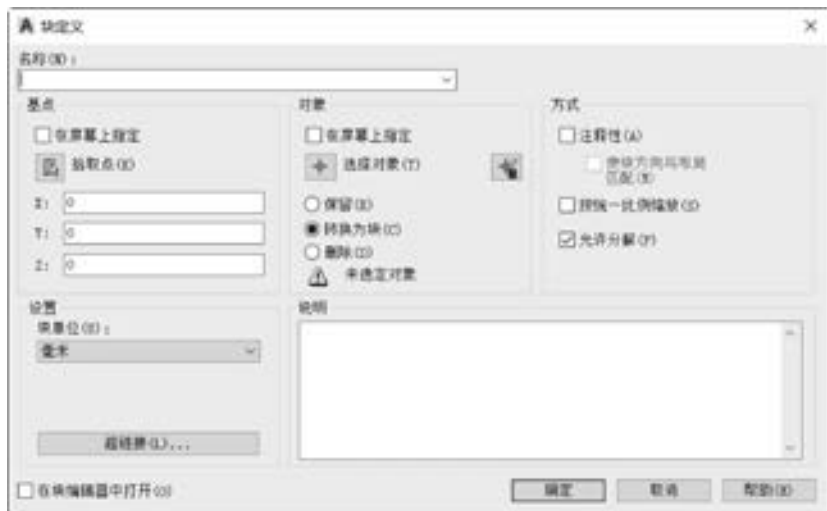 块定义
名称(N):
基点
在屏幕上指定
拾取点(K)
X: 0
Y: 0
Z: 0
对象
在屏幕上指定
选择对象(T)
保留(R)
转换为块(C)
删除(D)
未选定对象
方式
注释性(A)
使块方向与布局
匹配(M)
按统一比例缩放(S)
允许分解(P)
设置
块单位(U):
毫米
超链接(L)...
说明
在块编辑器中打开(O)
确定 取消 帮助(H)